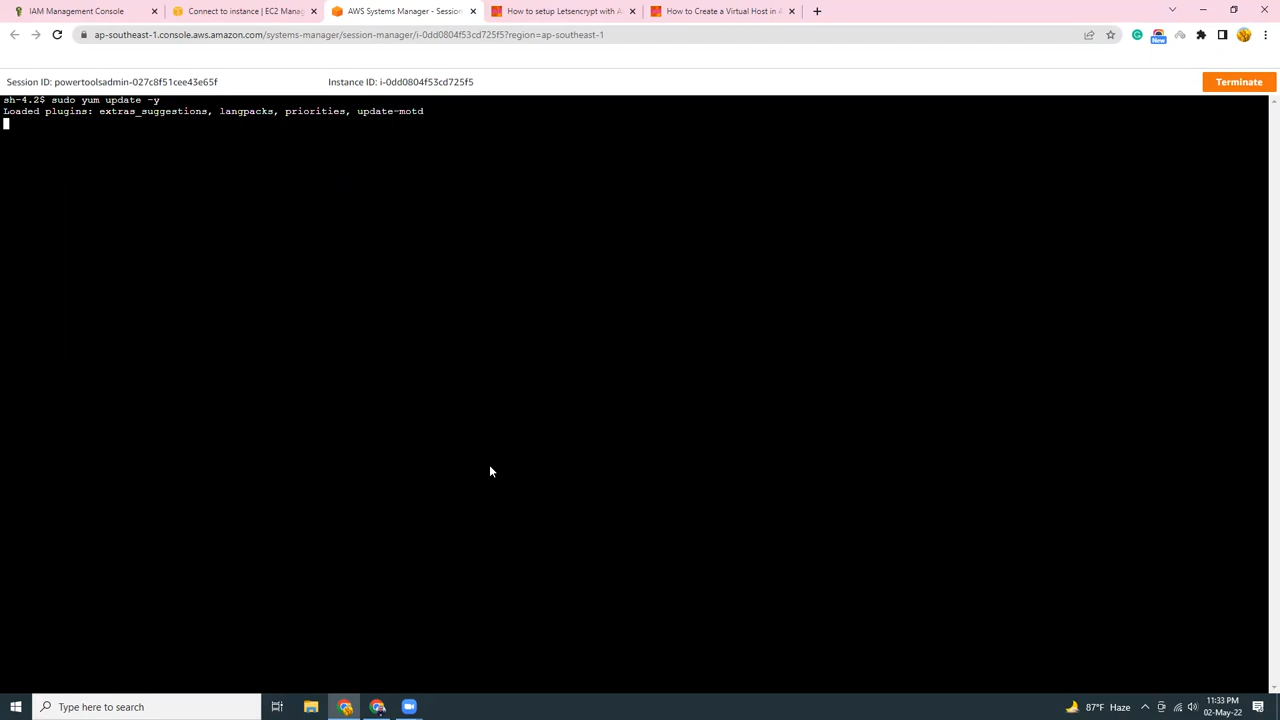 IAM Management Console
Connect to instance | EC2 Manag
AWS Systems Manager - Session
How to setup Letsencrypt with A
How to Create a Virtual Host in A
ap-southeast-1.console.aws.amazon.com/systems-manager/session-manager/i-0dd0804f53cd725f5?region=ap-southeast-1
New
Session ID: powertoolsadmin-027c8f51cee43e65f
Instance ID: i-0dd0804f53cd725f5
Terminate
sh-4.2$ sudo yum update -y
Loaded plugins: extras_suggestions, langpacks, priorities, update-motd
Type here to search
87°F Haze
11:33 PM
02-May-22